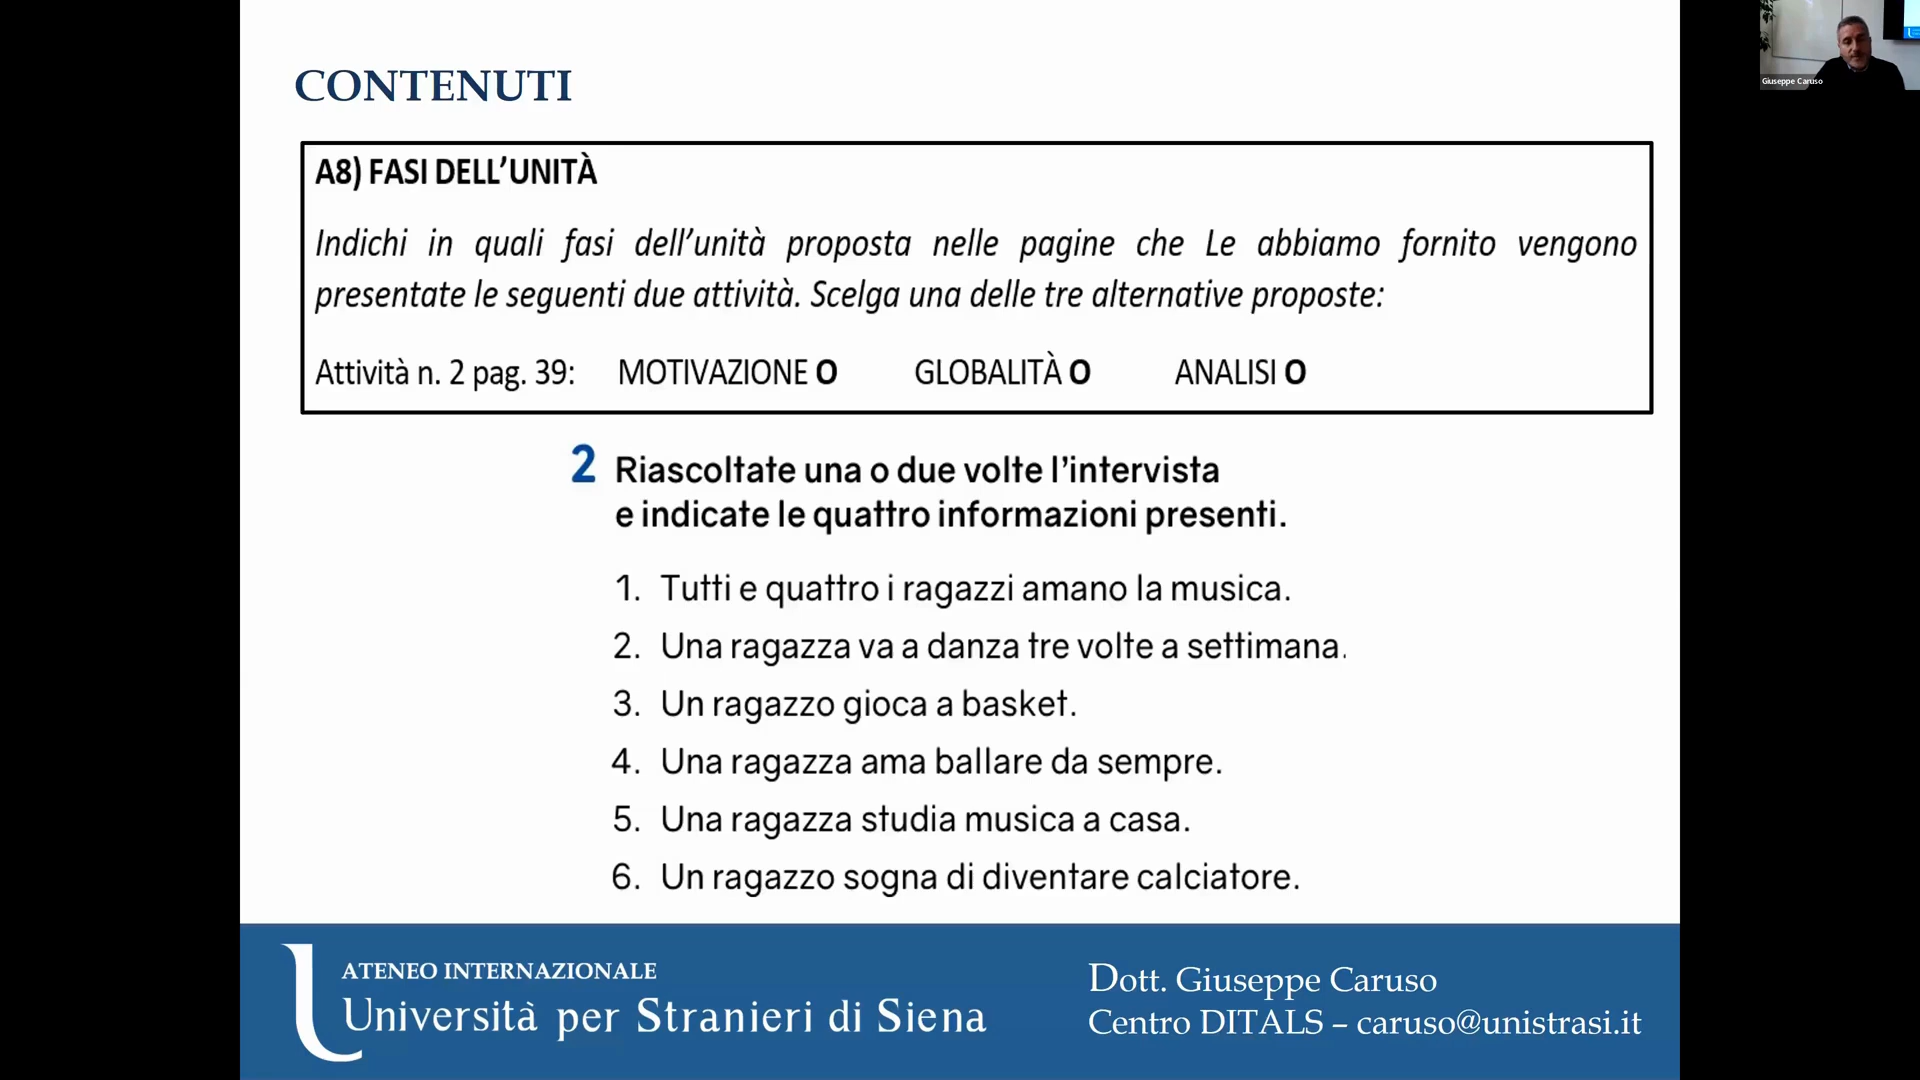 CONTENUTI
A8) FASI DELL’UNITÀ
Indichi in quali fasi dell’unità proposta nelle pagine che Le abbiamo fornito vengono
presentate le seguenti due attività. Scelga una delle tre alternative proposte:
Attività n. 2 pag. 39: MOTIVAZIONE O GLOBALITÀ O ANALISI O
2 Riascoltate una o due volte l’intervista
e indicate le quattro informazioni presenti.
1. Tutti e quattro i ragazzi amano la musica.
2. Una ragazza va a danza tre volte a settimana.
3. Un ragazzo gioca a basket.
4. Una ragazza ama ballare da sempre.
5. Una ragazza studia musica a casa.
6. Un ragazzo sogna di diventare calciatore.
ATENEO INTERNAZIONALE
Università per Stranieri di Siena
Dott. Giuseppe Caruso
Centro DITALS – caruso@unistrasi.it
Giuseppe Caruso